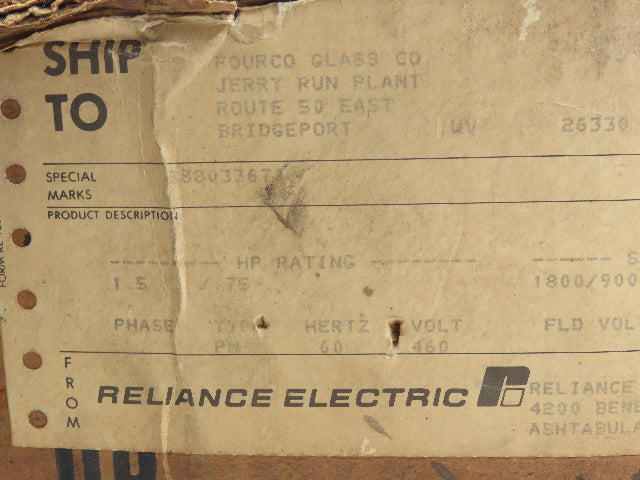 SHIP TO
FOURCO GLASS CO
JERRY RUN PLANT
ROUTE 50 EAST
BRIDGEPORT WV 26330
SPECIAL MARKS
PRODUCT DESCRIPTION
-------- HP RATING -------- ------ S
1.5 / .75 1800/900
PHASE TYPE HERTZ VOLT FLD VOL
PM 60 460
FROM
RELIANCE ELECTRIC
RELIANCE
4200 BENE
ASHTABULA